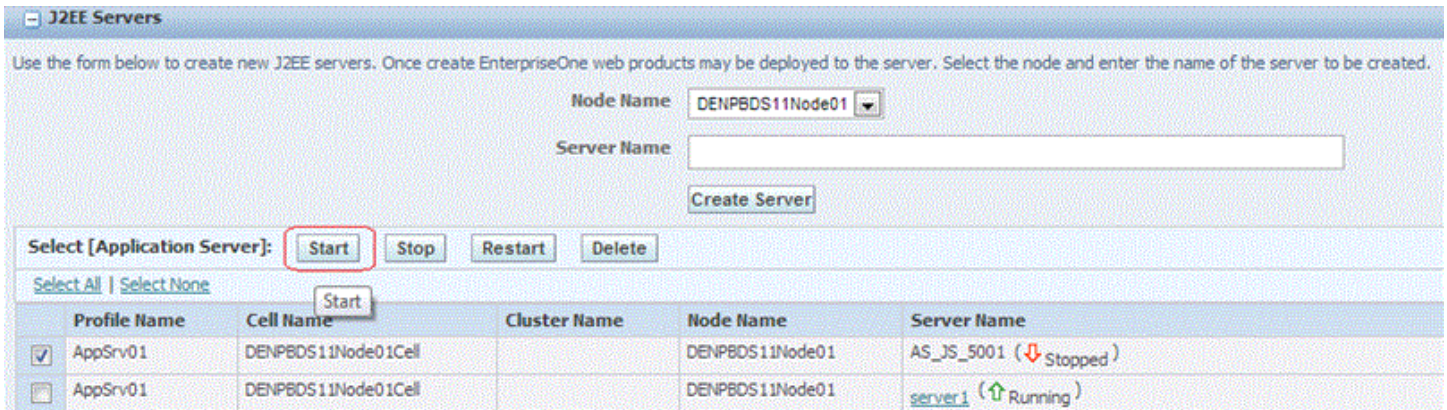 J2EE Servers
Use the form below to create new J2EE servers. Once create EnterpriseOne web products may be deployed to the server. Select the node and enter the name of the server to be created.
Node Name DENPBDS11Node01
Server Name
Create Server
Select [Application Server]: Start Stop Restart Delete
Select All | Select None
Start
Profile Name Cell Name Cluster Name Node Name Server Name
AppSrv01 DENPBDS11Node01Cell DENPBDS11Node01 AS_JS_5001 (Stopped)
AppSrv01 DENPBDS11Node01Cell DENPBDS11Node01 server1 (Running)